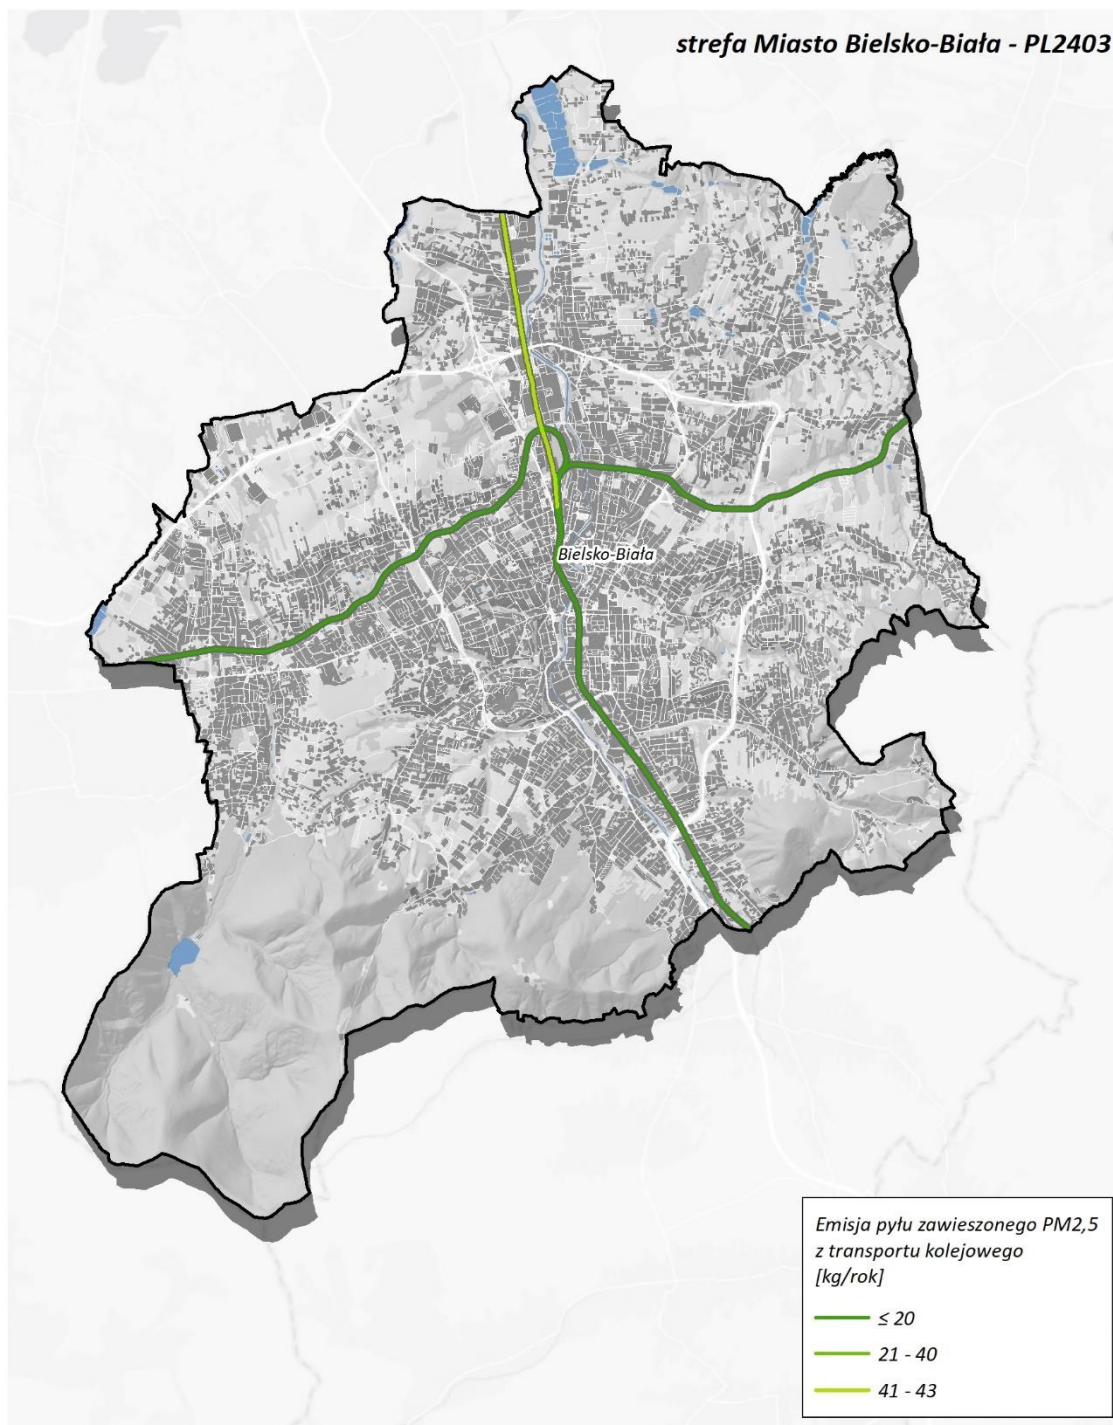 strefa Miasto Bielsko-Biała - PL2403
Bielsko-Biała
Emisja pyłu zawieszonego PM2,5
z transportu kolejowego
[kg/rok]
≤ 20
21 - 40
41 - 43